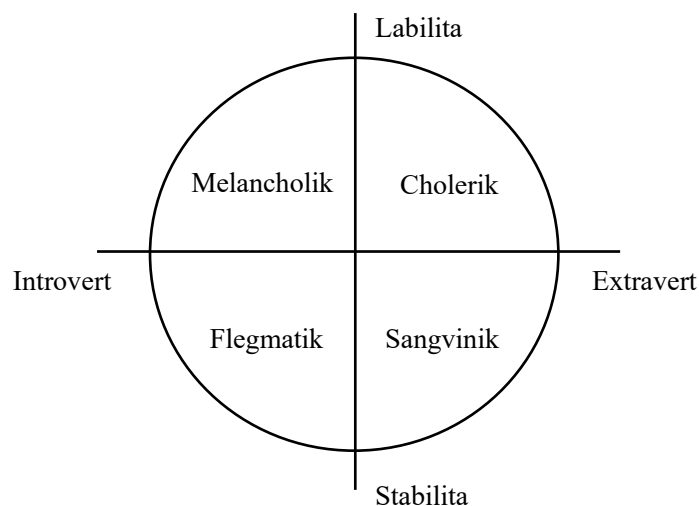 Labilita
Melancholik Cholerik
Introvert Extravert
Flegmatik Sangvinik
Stabilita